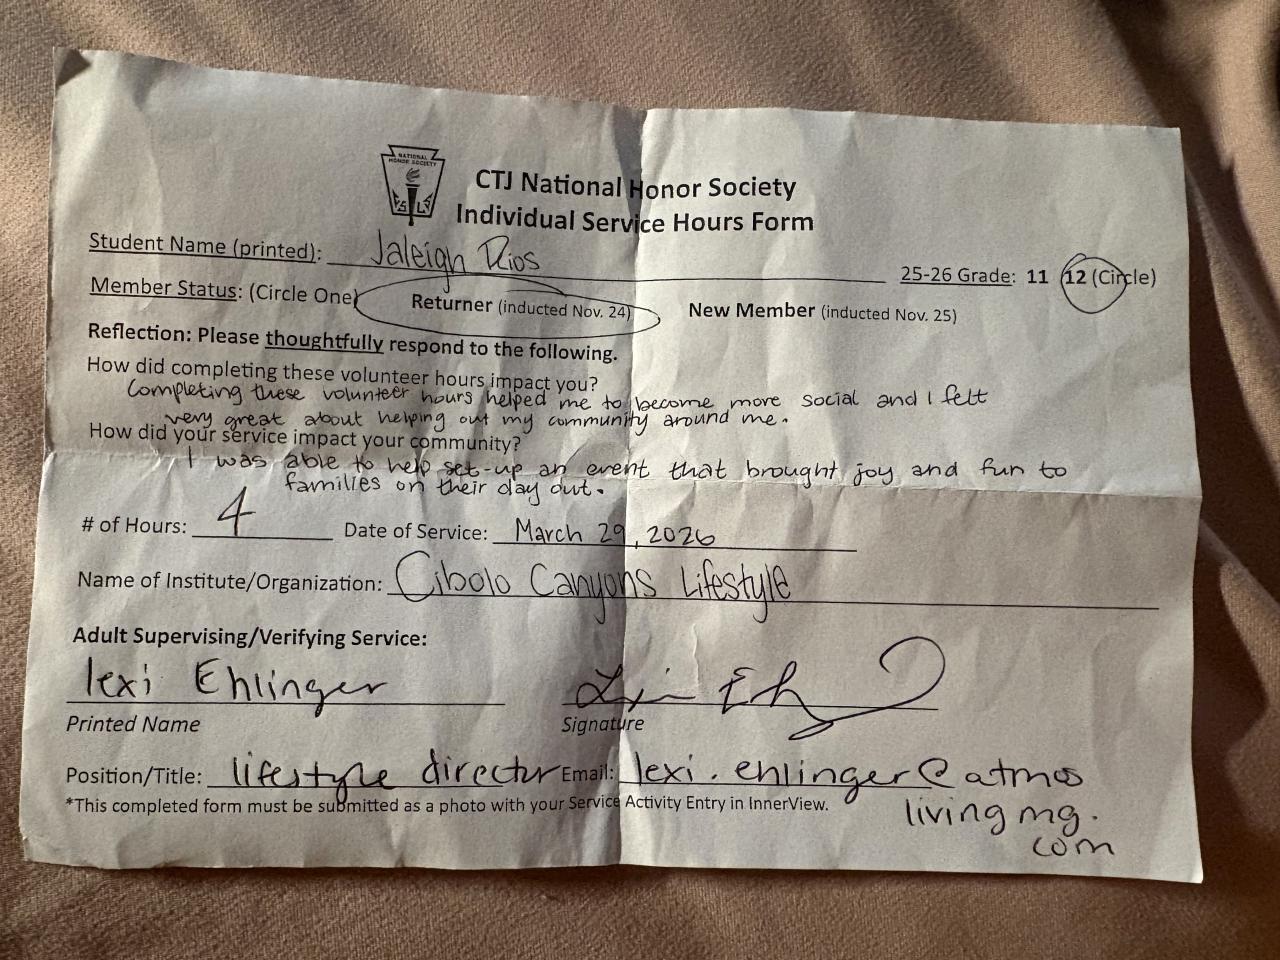 NATIONAL
HONOR SOCIETY
CTJ National Honor Society
Individual Service Hours Form
Student Name (printed): Jaleigh Rios
25-26 Grade: 11 12 (Circle)
Member Status: (Circle One) Returner (inducted Nov. 24) New Member (inducted Nov. 25)
Reflection: Please thoughtfully respond to the following.
How did completing these volunteer hours impact you?
Completing these volunteer hours helped me to become more social and I felt
very great about helping out my community around me.
How did your service impact your community?
I was able to help set-up an event that brought joy and fun to
families on their day out.
# of Hours: 4 Date of Service: March 29, 2026
Name of Institute/Organization: Cibolo Canyons Lifestyle
Adult Supervising/Verifying Service:
lexi Ehlinger
Printed Name Signature
Position/Title: lifestyle director Email: lexi.ehlinger@atmos
livingmg.
com
*This completed form must be submitted as a photo with your Service Activity Entry in InnerView.